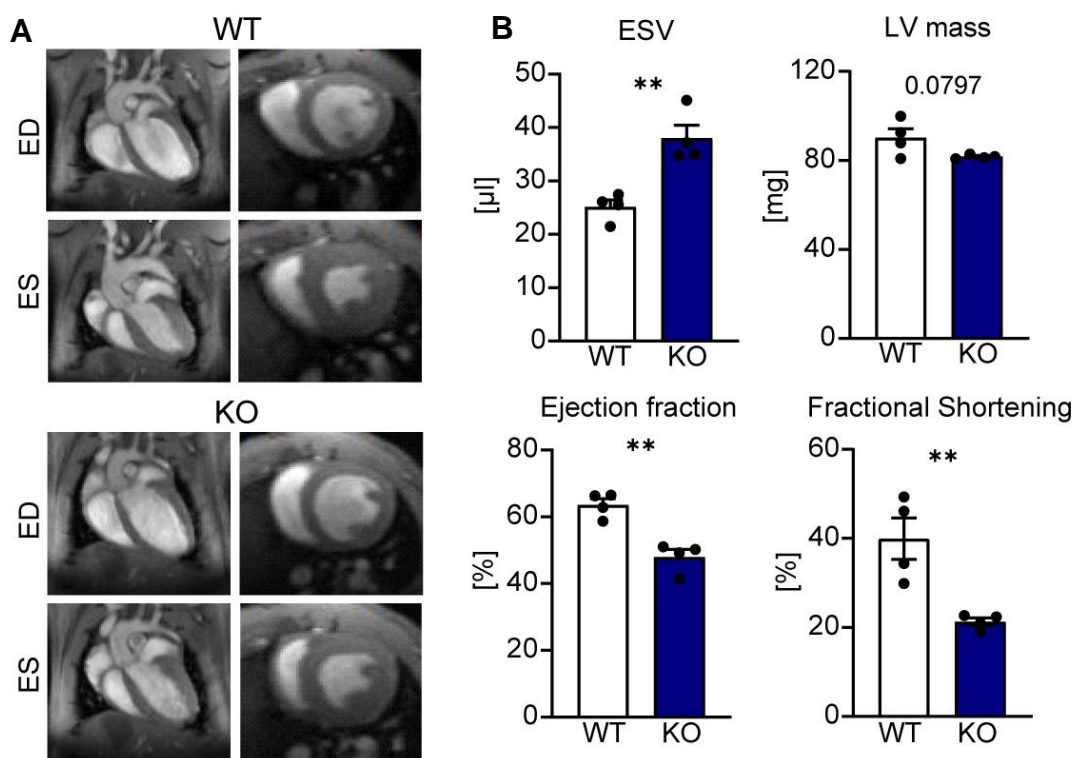 A
WT
ED
ES
KO
ED
ES
B
ESV
[µl]
50
40
30
20
10
0
**
WT KO
LV mass
[mg]
120
80
40
0
0.0797
WT KO
Ejection fraction
[%]
80
60
40
20
0
**
WT KO
Fractional Shortening
[%]
60
40
20
0
**
WT KO